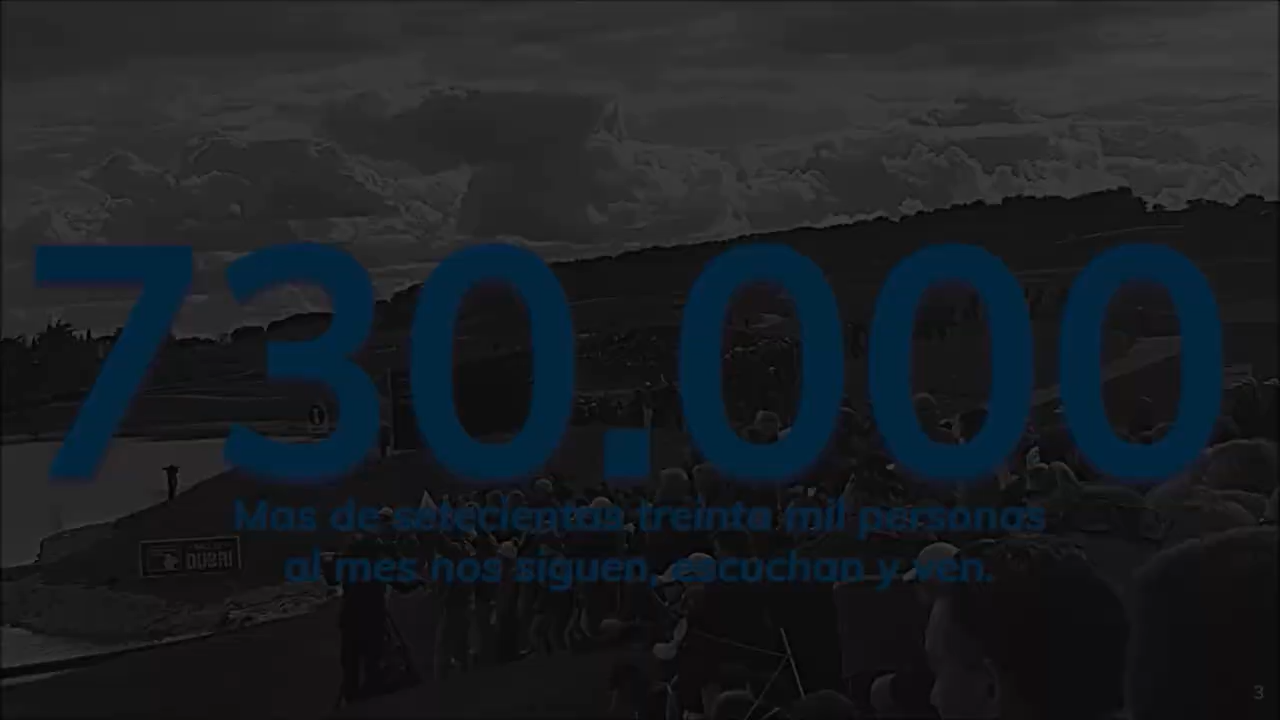 730.000
Mas de setecientas treinta mil personas
al mes nos siguen, escuchan y ven.
DUBAI
3